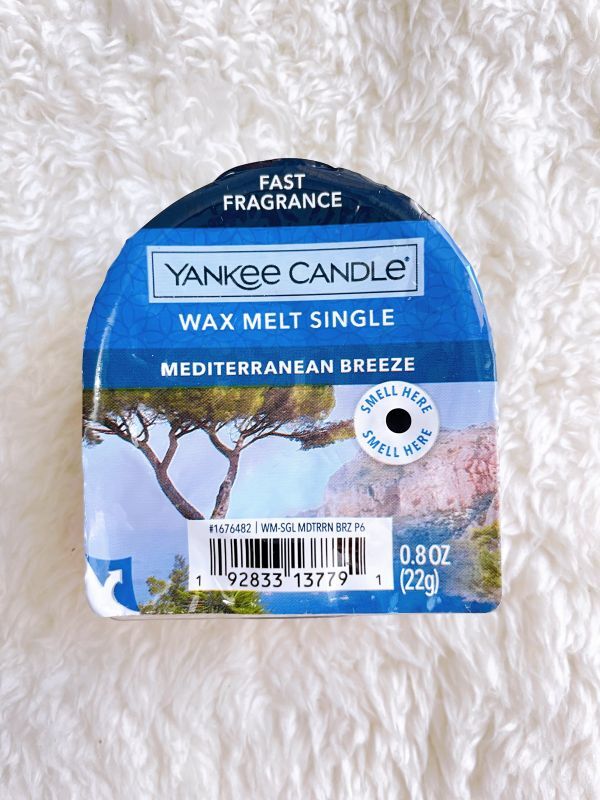 FAST
FRAGRANCE
YANKEE CANDLE®
WAX MELT SINGLE
MEDITERRANEAN BREEZE
SMELL HERE
SMELL HERE
#1676482 | WM-SGL MDTRRN BRZ P6
1 92833 13779 1
0.8 OZ
(22g)